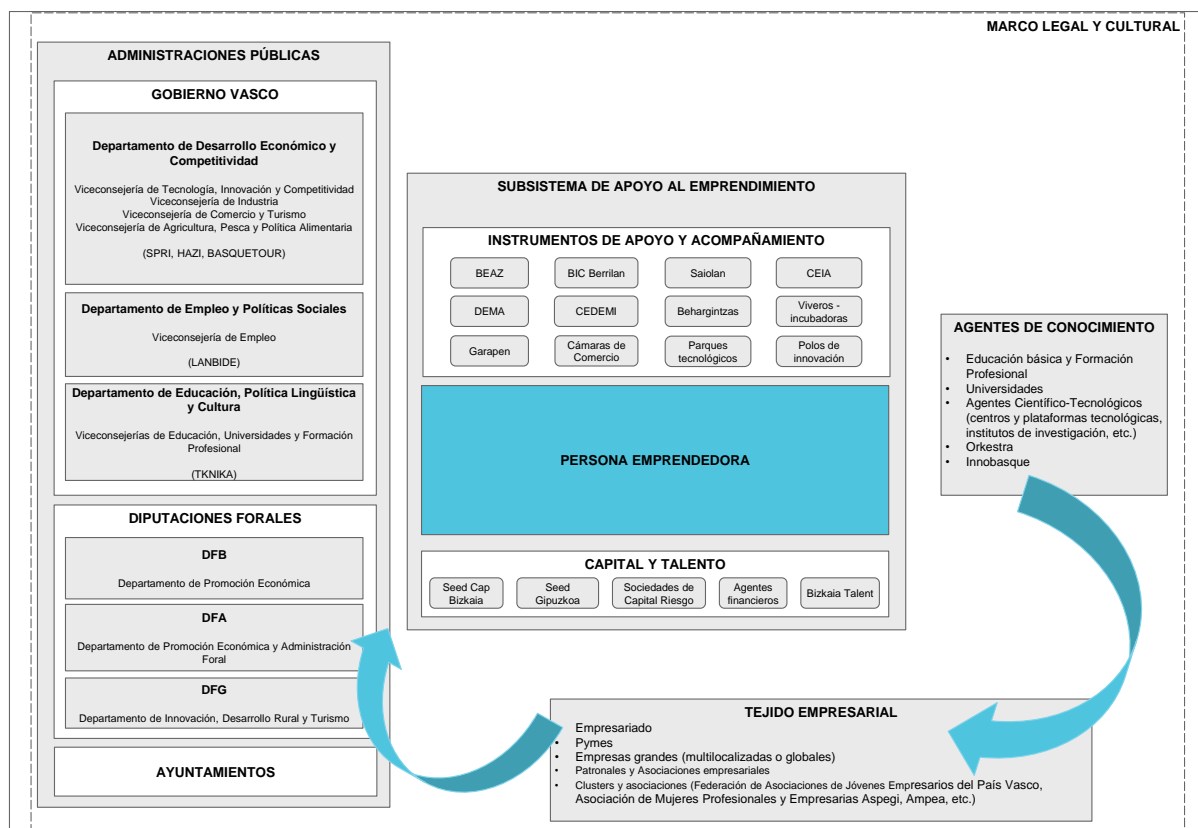 MARCO LEGAL Y CULTURAL
ADMINISTRACIONES PÚBLICAS
GOBIERNO VASCO
Departamento de Desarrollo Económico y
Competitividad
Viceconsejería de Tecnología, Innovación y Competitividad
Viceconsejería de Industria
Viceconsejería de Comercio y Turismo
Viceconsejería de Agricultura, Pesca y Política Alimentaria
(SPRI, HAZI, BASQUETOUR)
Departamento de Empleo y Políticas Sociales
Viceconsejería de Empleo
(LANBIDE)
Departamento de Educación, Política Lingüística
y Cultura
Viceconsejerías de Educación, Universidades y Formación
Profesional
(TKNIKA)
DIPUTACIONES FORALES
DFB
Departamento de Promoción Económica
DFA
Departamento de Promoción Económica y Administración
Foral
DFG
Departamento de Innovación, Desarrollo Rural y Turismo
AYUNTAMIENTOS
SUBSISTEMA DE APOYO AL EMPRENDIMIENTO
INSTRUMENTOS DE APOYO Y ACOMPAÑAMIENTO
BEAZ
BIC Berrilan
Saiolan
CEIA
DEMA
CEDEMI
Behargintzas
Viveros -
incubadoras
Garapen
Cámaras de
Comercio
Parques
tecnológicos
Polos de
innovación
PERSONA EMPRENDEDORA
CAPITAL Y TALENTO
Seed Cap
Bizkaia
Seed
Gipuzkoa
Sociedades de
Capital Riesgo
Agentes
financieros
Bizkaia Talent
AGENTES DE CONOCIMIENTO
• Educación básica y Formación
Profesional
• Universidades
• Agentes Científico-Tecnológicos
(centros y plataformas tecnológicas,
institutos de investigación, etc.)
• Orkestra
• Innobasque
TEJIDO EMPRESARIAL
Empresariado
• Pymes
• Empresas grandes (multilocalizadas o globales)
• Patronales y Asociaciones empresariales
• Clusters y asociaciones (Federación de Asociaciones de Jóvenes Empresarios del País Vasco,
Asociación de Mujeres Profesionales y Empresarias Aspegi, Ampea, etc.)